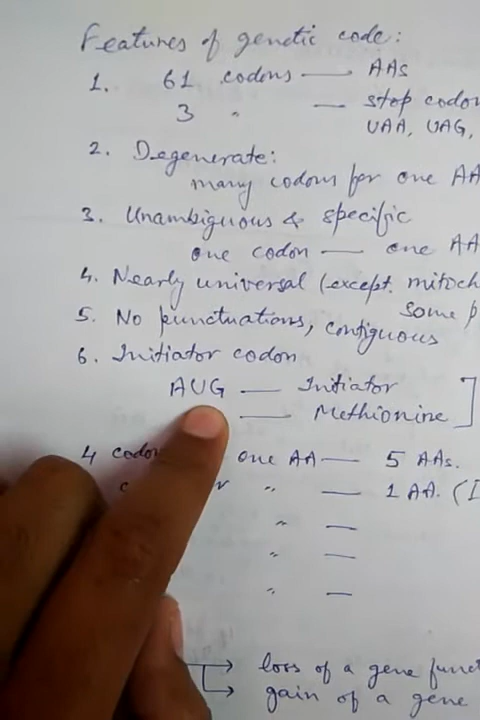 Features of genetic code:
1. 61 codons — AAs
3 " — stop codon
UAA, UAG,
2. Degenerate:
many codons for one AA
3. Unambiguous & specific
one codon — one AA
4. Nearly universal (except. mitoch
some p
5. No punctuations, contiguous
6. Initiator codon
AUG — Initiator
— Methionine
4 codo one AA — 5 AAs.
" — 1 AA. (I
" —
" —
" —
→ loss of a gene funct
→ gain of a gene